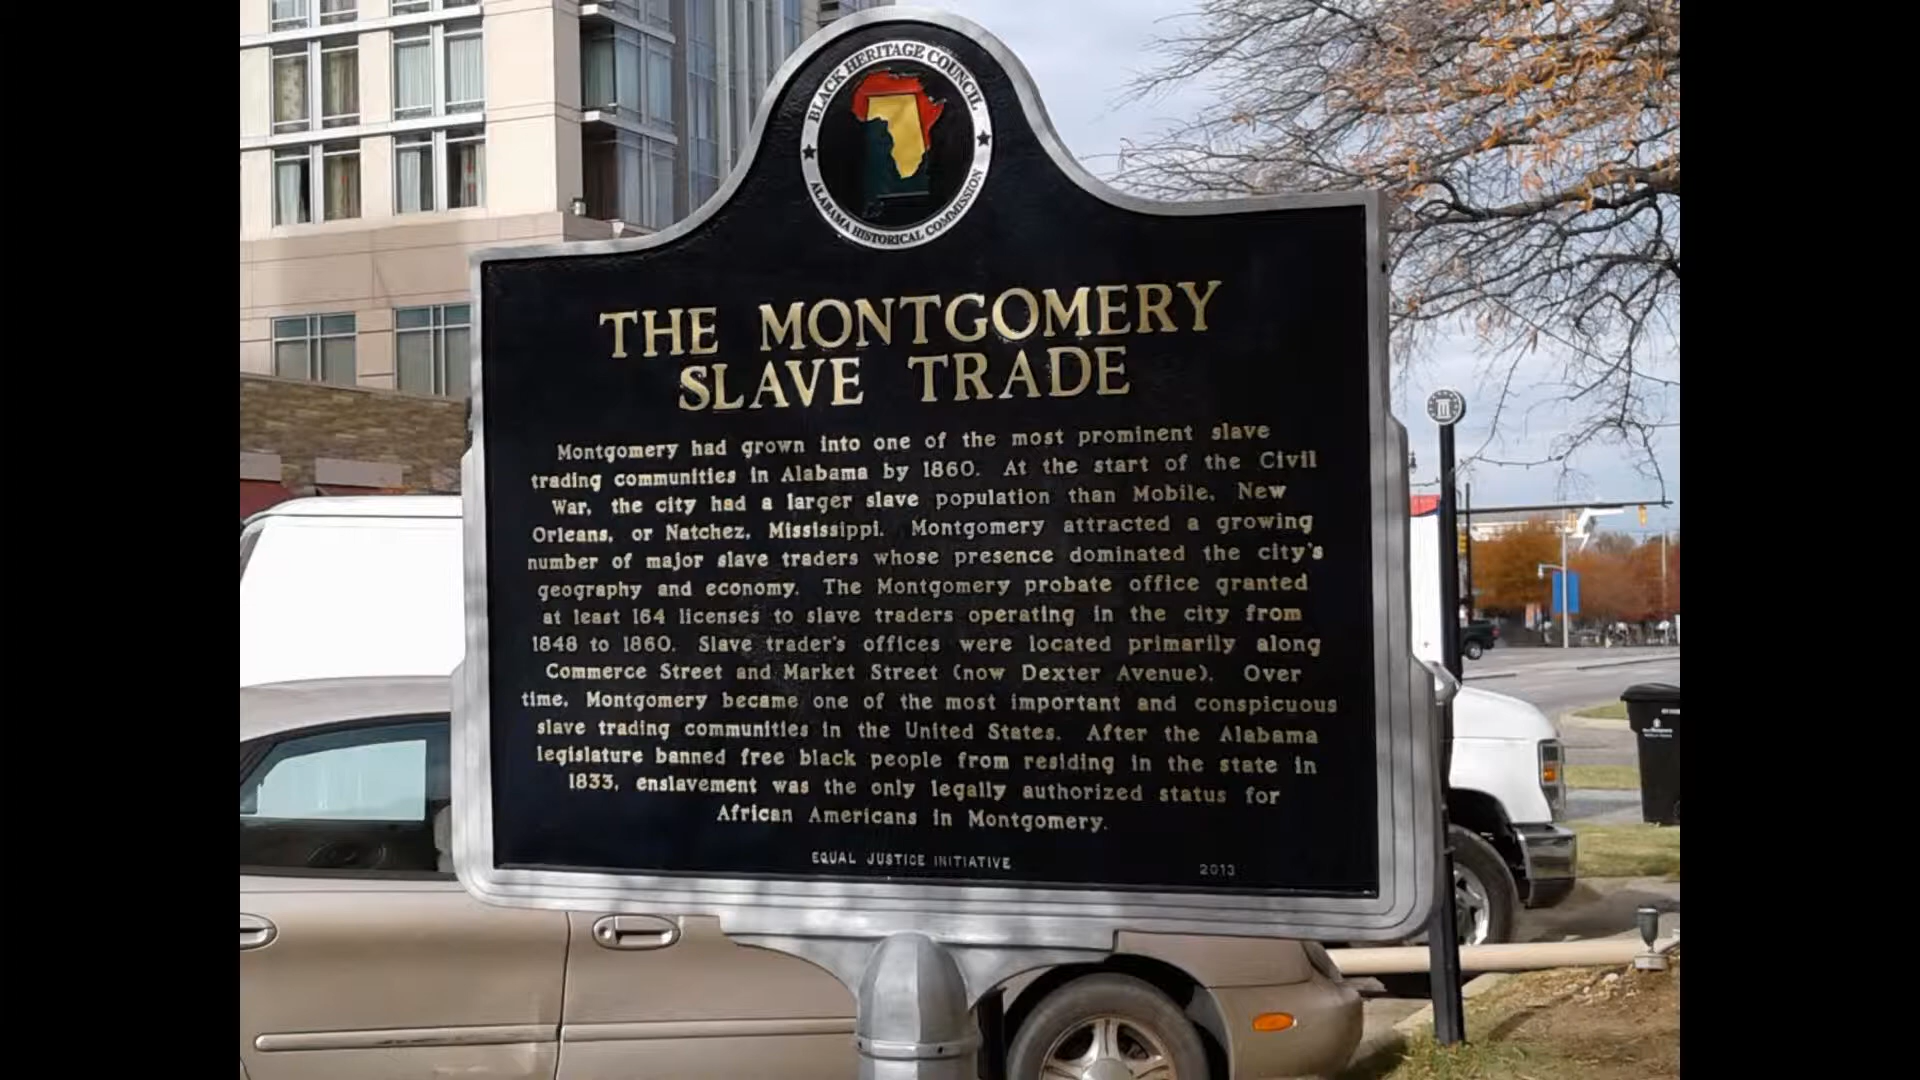 BLACK HERITAGE COUNCIL
ALABAMA HISTORICAL COMMISSION
THE MONTGOMERY
SLAVE TRADE
Montgomery had grown into one of the most prominent slave
trading communities in Alabama by 1860. At the start of the Civil
War, the city had a larger slave population than Mobile, New
Orleans, or Natchez, Mississippi. Montgomery attracted a growing
number of major slave traders whose presence dominated the city's
geography and economy. The Montgomery probate office granted
at least 164 licenses to slave traders operating in the city from
1848 to 1860. Slave trader's offices were located primarily along
Commerce Street and Market Street (now Dexter Avenue). Over
time, Montgomery became one of the most important and conspicuous
slave trading communities in the United States. After the Alabama
legislature banned free black people from residing in the state in
1833, enslavement was the only legally authorized status for
African Americans in Montgomery.
EQUAL JUSTICE INITIATIVE
2013